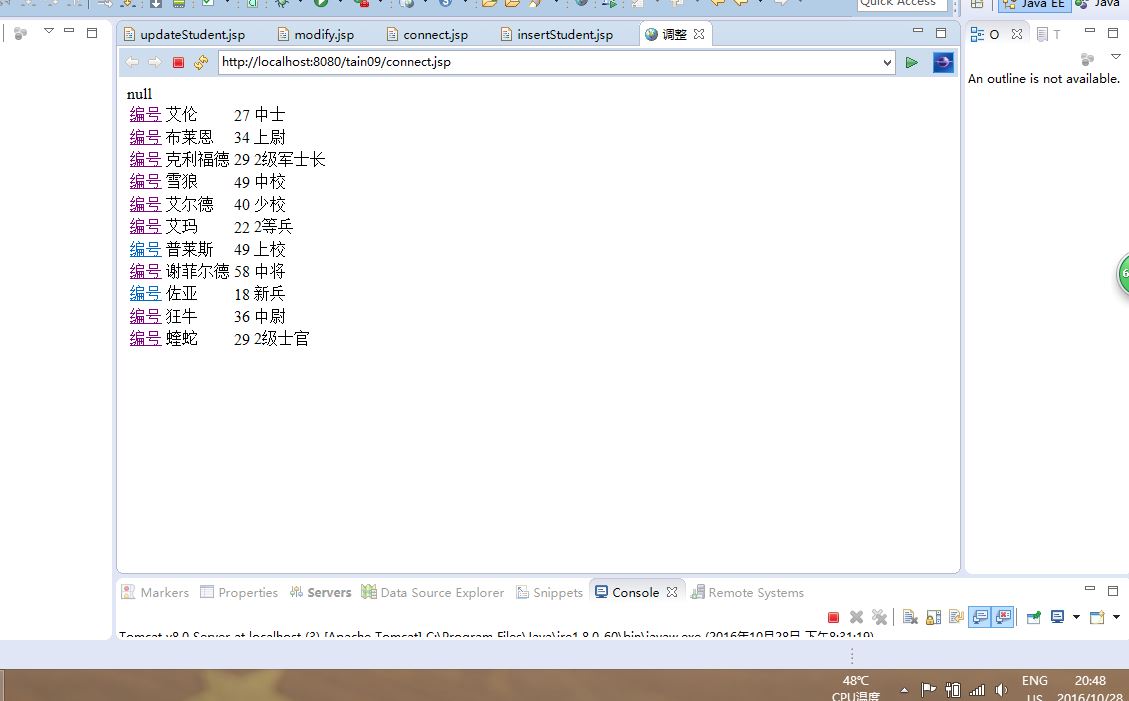 Quick Access
Java EE
Java
updateStudent.jsp
modify.jsp
connect.jsp
insertStudent.jsp
调整
O
T
http://localhost:8080/tain09/connect.jsp
An outline is not available.
null
编号 艾伦 27 中士
编号 布莱恩 34 上尉
编号 克利福德 29 2级军士长
编号 雪狼 49 中校
编号 艾尔德 40 少校
编号 艾玛 22 2等兵
编号 普莱斯 49 上校
编号 谢菲尔德 58 中将
编号 佐亚 18 新兵
编号 狂牛 36 中尉
编号 蝰蛇 29 2级士官
6
Markers
Properties
Servers
Data Source Explorer
Snippets
Console
Remote Systems
Tomcat v8.0 Server at localhost (3) [Apache Tomcat] C:\Program Files\Java\jre1.8.0_60\bin\javaw.exe (2016年10月28日 下午8:31:19)
48℃
CPU温度
ENG
US
20:48
2016/10/28